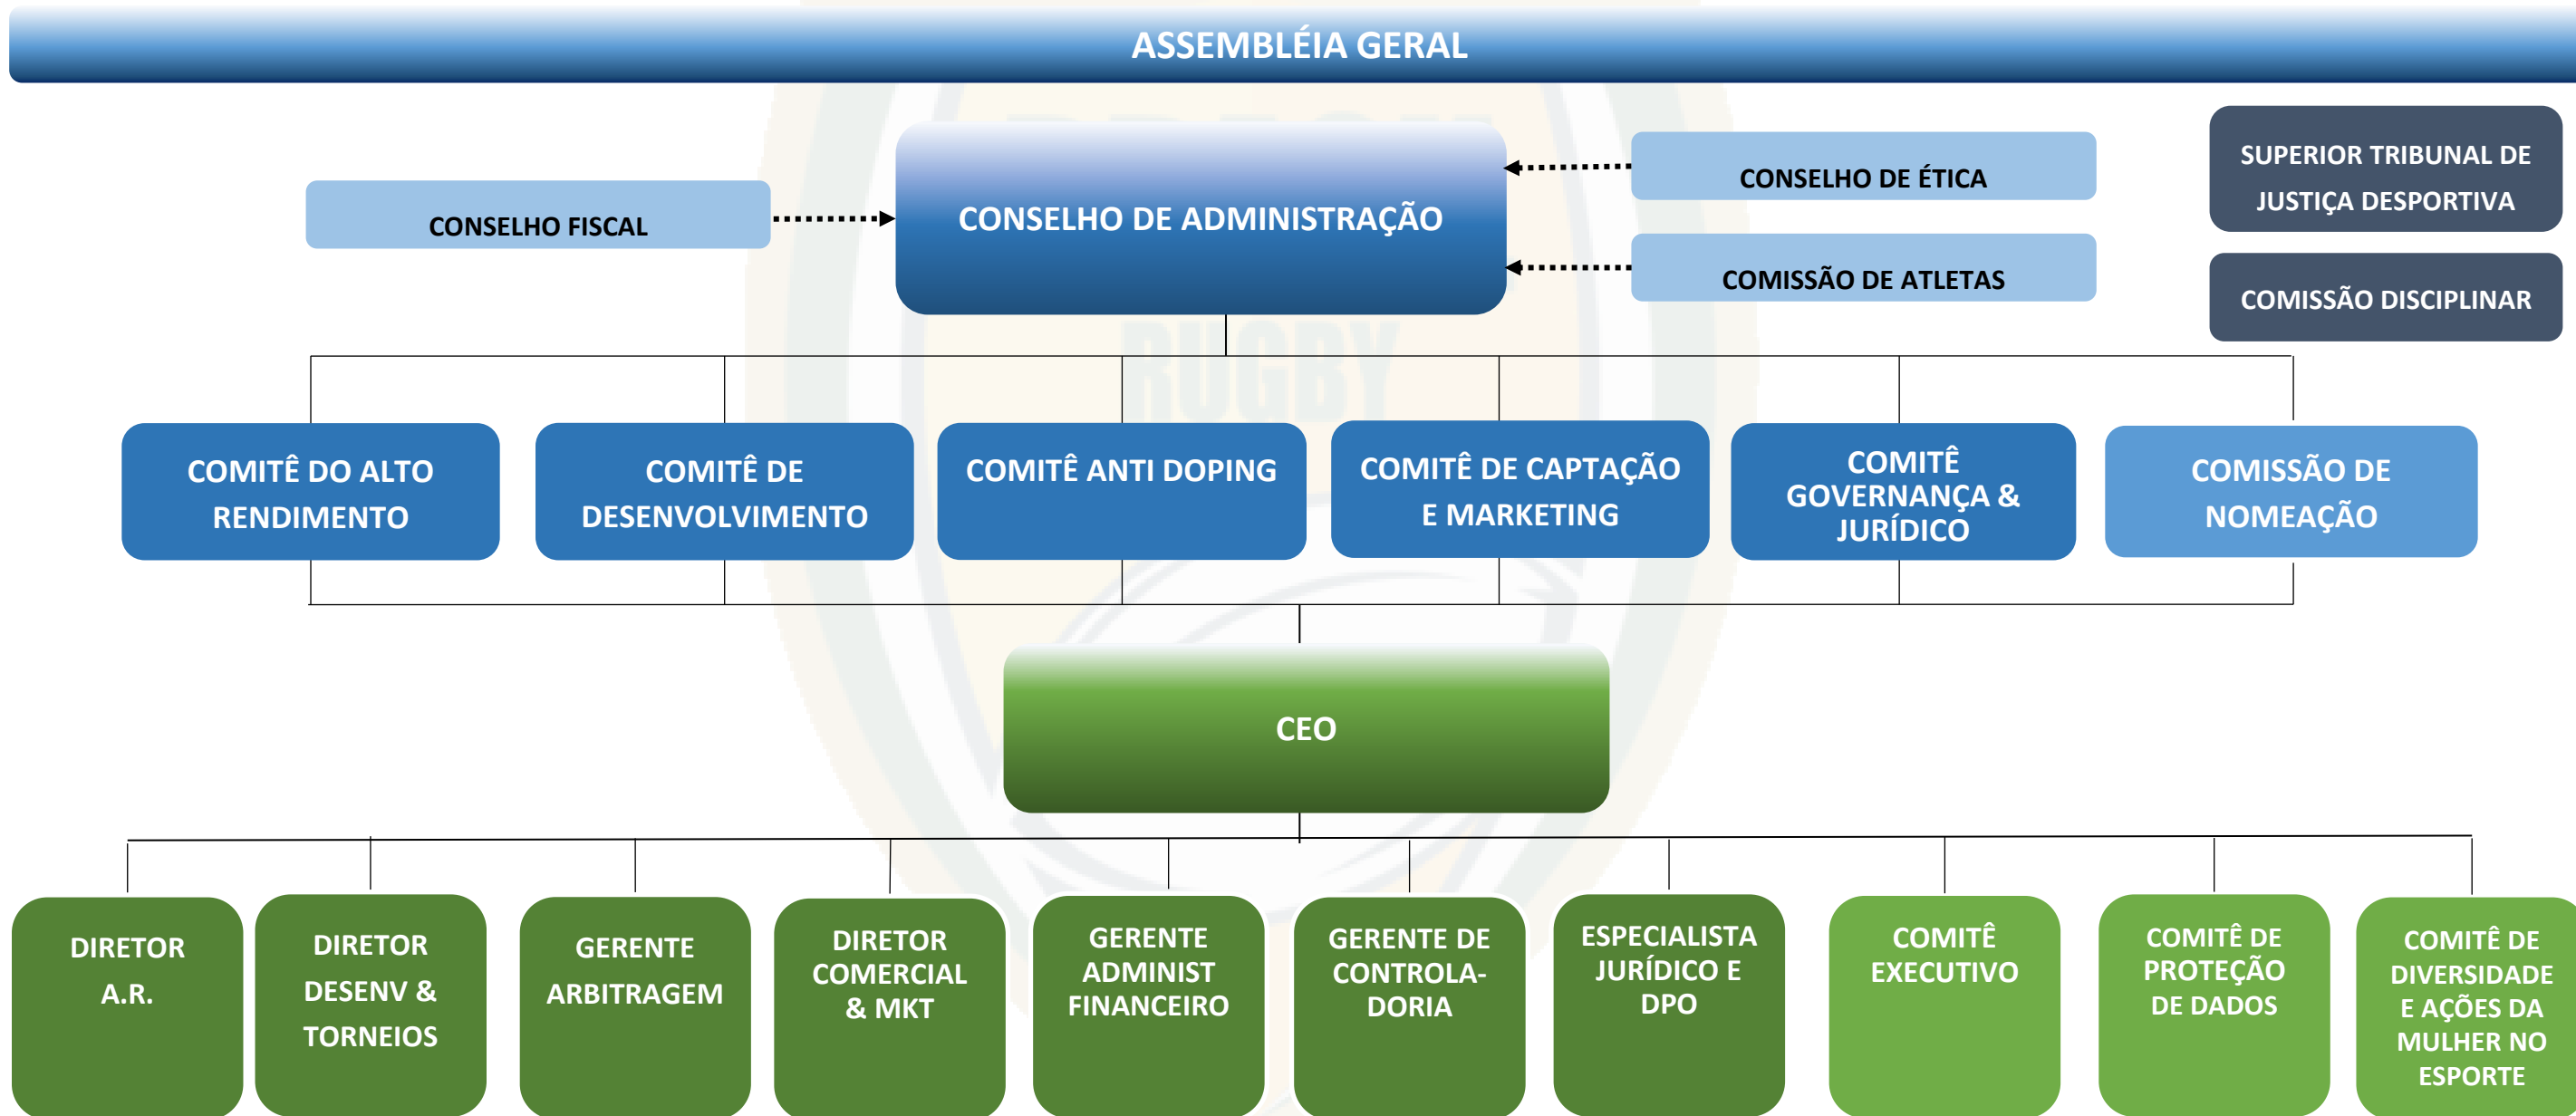 ASSEMBLÉIA GERAL
SUPERIOR TRIBUNAL DE
JUSTIÇA DESPORTIVA
CONSELHO DE ÉTICA
CONSELHO FISCAL
CONSELHO DE ADMINISTRAÇÃO
COMISSÃO DE ATLETAS
COMISSÃO DISCIPLINAR
RUGBY
COMITÊ DO ALTO
RENDIMENTO
COMITÊ DE
DESENVOLVIMENTO
COMITÊ ANTI DOPING
COMITÊ DE CAPTAÇÃO
E MARKETING
COMITÊ
GOVERNANÇA &
JURÍDICO
COMISSÃO DE
NOMEAÇÃO
CEO
DIRETOR
A.R.
DIRETOR
DESENV &
TORNEIOS
GERENTE
ARBITRAGEM
DIRETOR
COMERCIAL
& MKT
GERENTE
ADMINIST
FINANCEIRO
GERENTE DE
CONTROLA-
DORIA
ESPECIALISTA
JURÍDICO E
DPO
COMITÊ
EXECUTIVO
COMITÊ DE
PROTEÇÃO
DE DADOS
COMITÊ DE
DIVERSIDADE
E AÇÕES DA
MULHER NO
ESPORTE